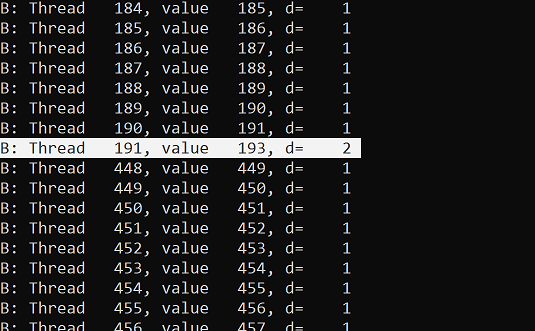 B: Thread   184, value   185, d=    1
B: Thread   185, value   186, d=    1
B: Thread   186, value   187, d=    1
B: Thread   187, value   188, d=    1
B: Thread   188, value   189, d=    1
B: Thread   189, value   190, d=    1
B: Thread   190, value   191, d=    1
B: Thread   191, value   193, d=    2
B: Thread   448, value   449, d=    1
B: Thread   449, value   450, d=    1
B: Thread   450, value   451, d=    1
B: Thread   451, value   452, d=    1
B: Thread   452, value   453, d=    1
B: Thread   453, value   454, d=    1
B: Thread   454, value   455, d=    1
B: Thread   455, value   456, d=    1
B: Thread   456, value   457, d=    1